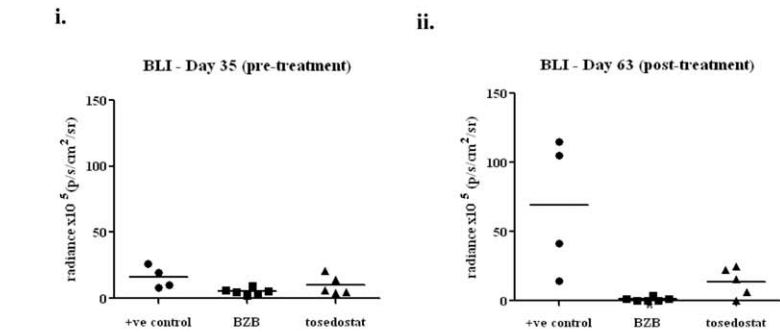 i.
BLI - Day 35 (pre-treatment)
radiance x10 5 (p/s/cm2/sr)
150
100
50
0
+ve control BZB tosedostat
ii.
BLI - Day 63 (post-treatment)
radiance x10 5 (p/s/cm2/sr)
150
100
50
0
+ve control BZB tosedostat